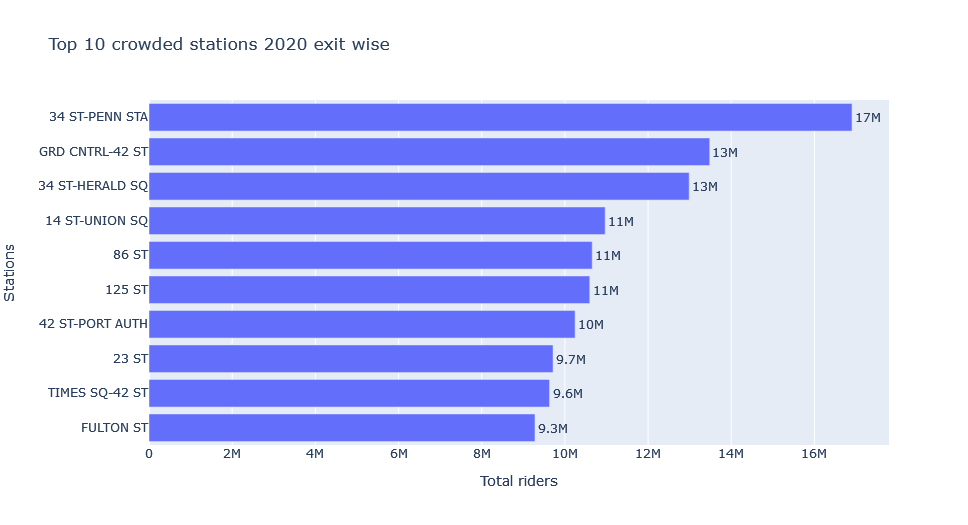 Top 10 crowded stations 2020 exit wise
34 ST-PENN STA 17M
GRD CNTRL-42 ST 13M
34 ST-HERALD SQ 13M
14 ST-UNION SQ 11M
86 ST 11M
125 ST 11M
42 ST-PORT AUTH 10M
23 ST 9.7M
TIMES SQ-42 ST 9.6M
FULTON ST 9.3M
Stations
0 2M 4M 6M 8M 10M 12M 14M 16M
Total riders